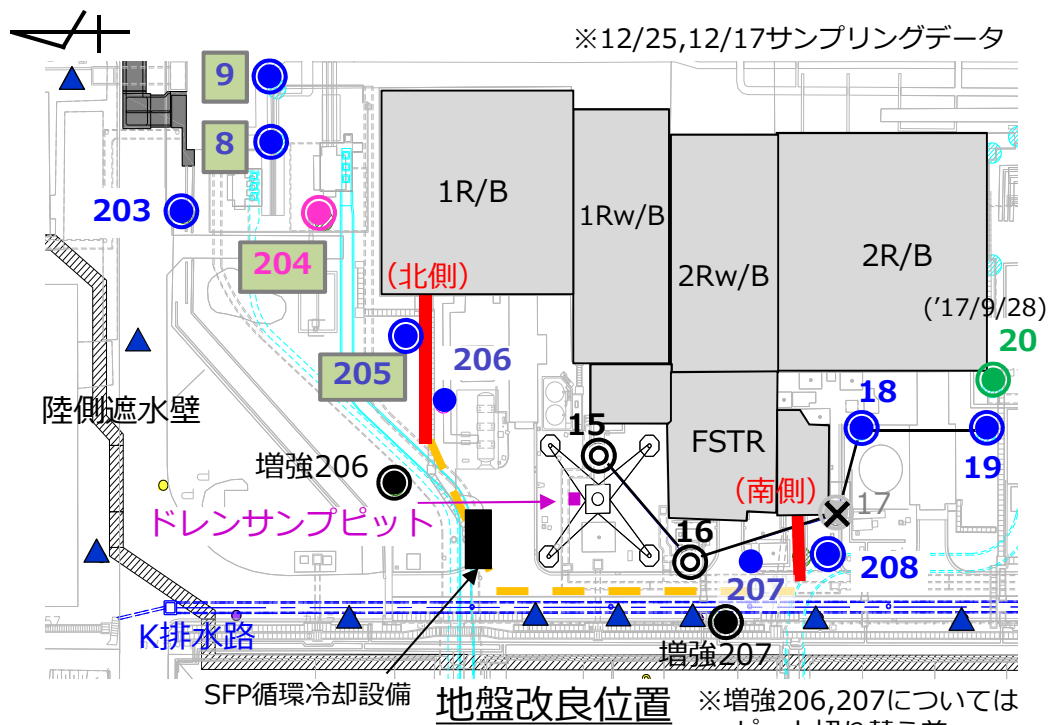 ※12/25,12/17サンプリングデータ
9
8
203
204
1R/B
1Rw/B
2Rw/B
2R/B
(北側)
('17/9/28)
20
205
206
陸側遮水壁
15
18
FSTR
19
増強206
(南側)
17
ドレンサンプピット
16
207
208
K排水路
増強207
SFP循環冷却設備
地盤改良位置
※増強206,207については